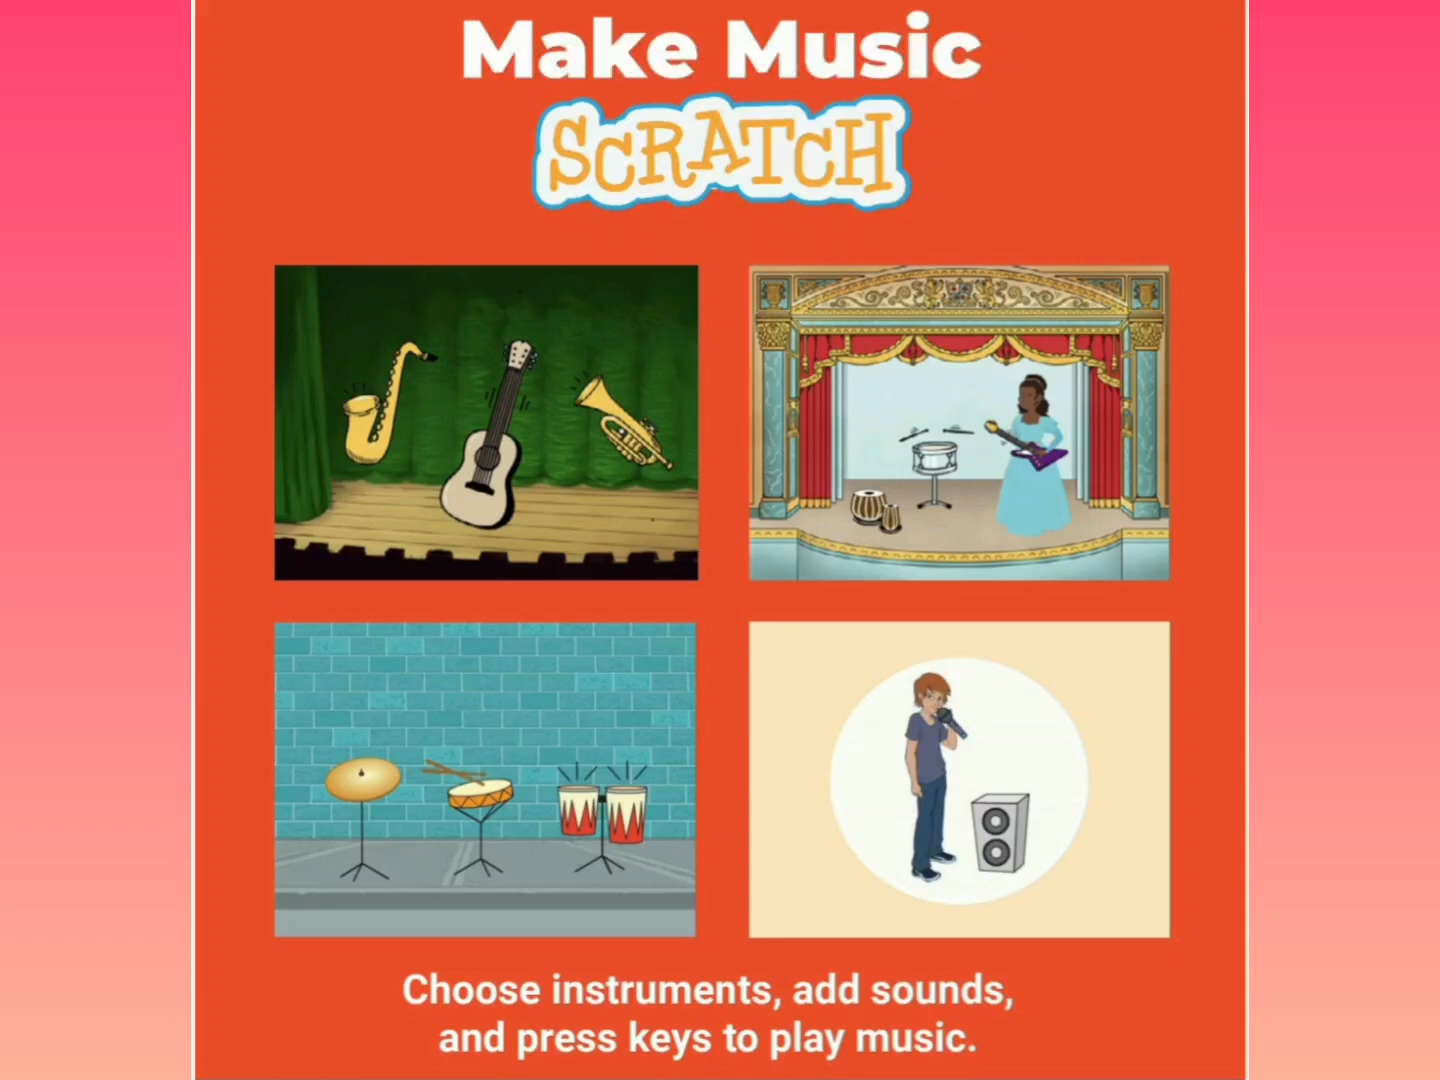 Make Music
SCRATCH
Choose instruments, add sounds,
and press keys to play music.